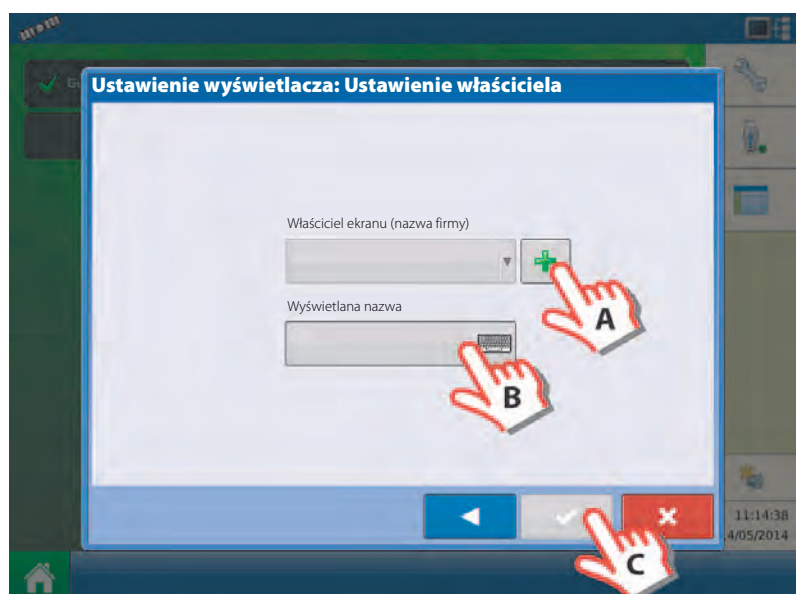 Ustawienie wyświetlacza: Ustawienie właściciela
Właściciel ekranu (nazwa firmy)
A
Wyświetlana nazwa
B
11:14:38
4/05/2014
C